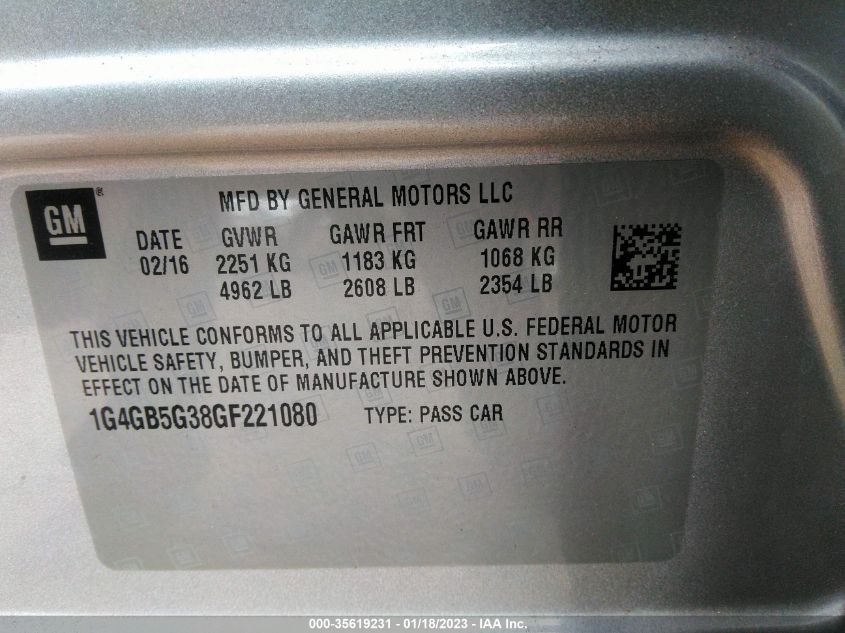 GM
MFD BY GENERAL MOTORS LLC
DATE GVWR GAWR FRT GAWR RR
02/16 2251 KG 1183 KG 1068 KG
4962 LB 2608 LB 2354 LB
THIS VEHICLE CONFORMS TO ALL APPLICABLE U.S. FEDERAL MOTOR
VEHICLE SAFETY, BUMPER, AND THEFT PREVENTION STANDARDS IN
EFFECT ON THE DATE OF MANUFACTURE SHOWN ABOVE.
1G4GB5G38GF221080 TYPE: PASS CAR
000-35619231 - 01/18/2023 - IAA Inc.